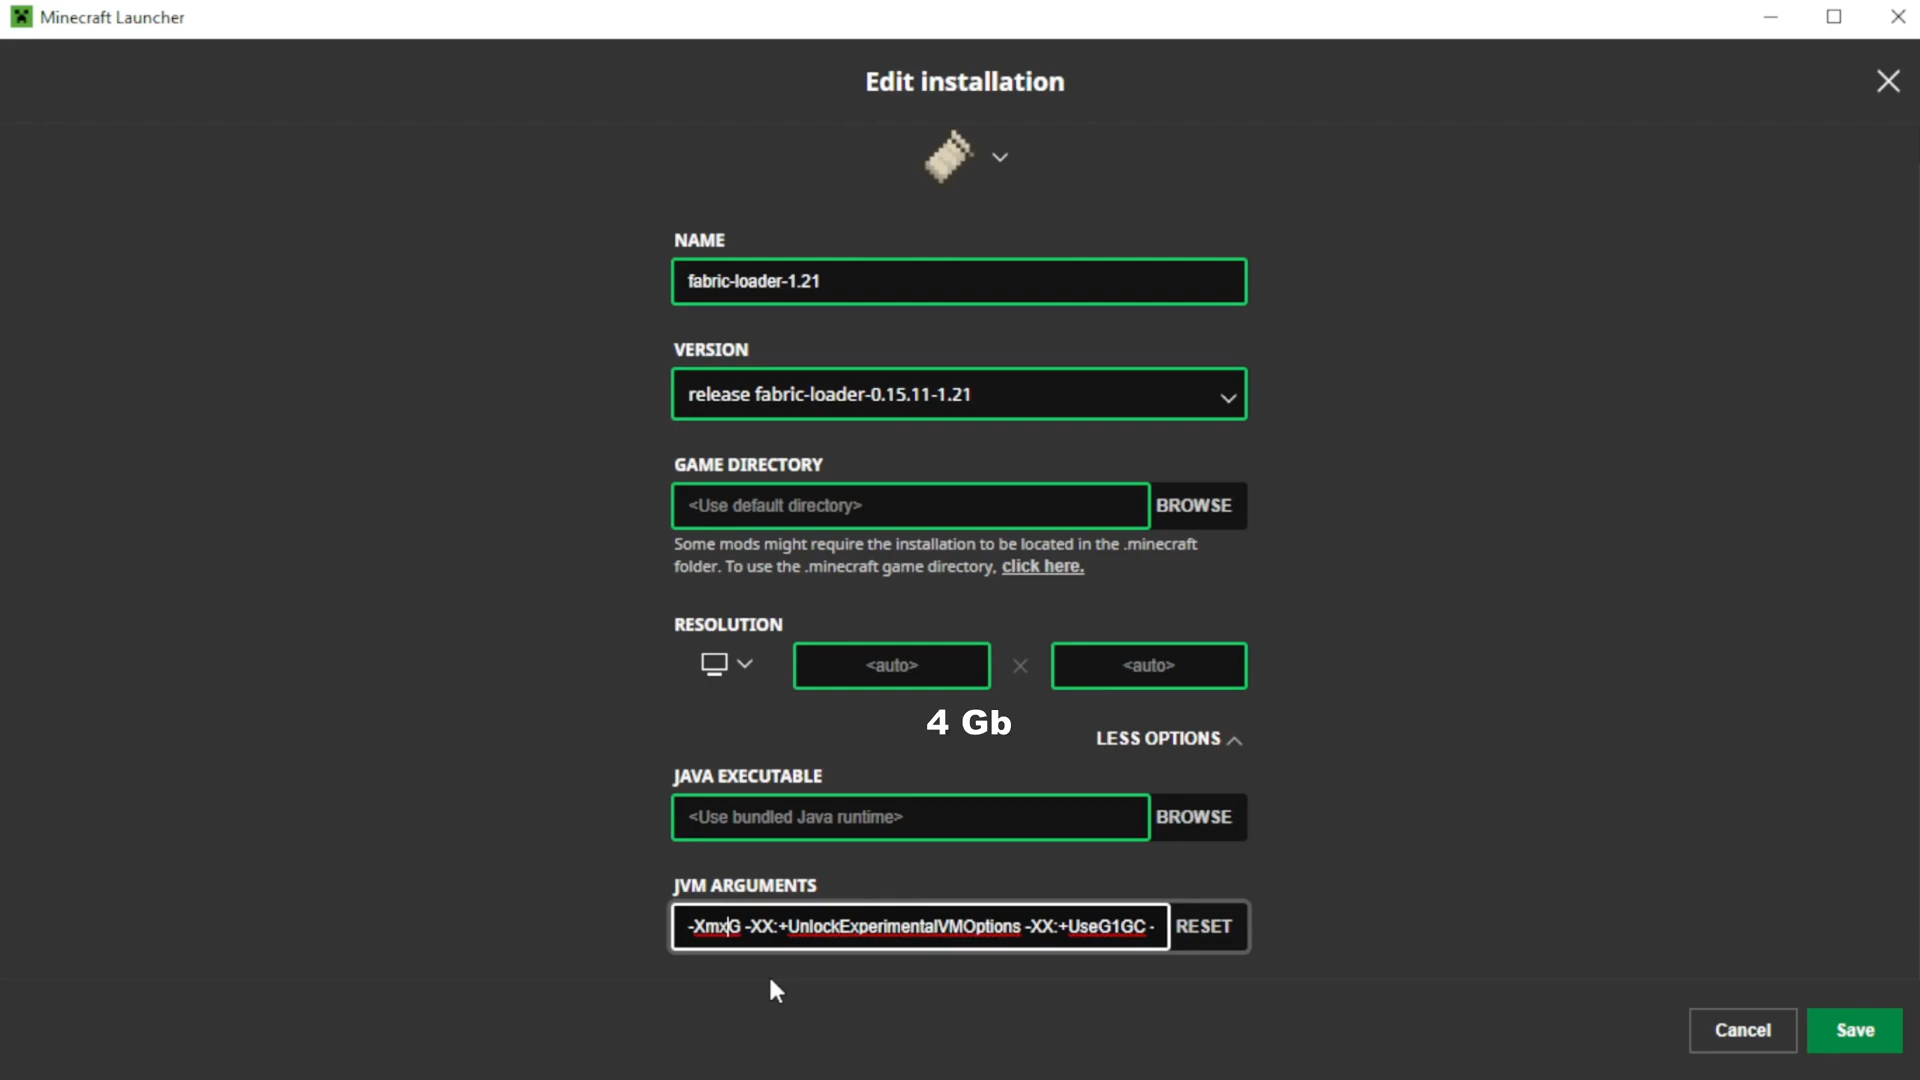 Minecraft Launcher
Edit installation
NAME
fabric-loader-1.21
VERSION
release fabric-loader-0.15.11-1.21
GAME DIRECTORY
<Use default directory>
BROWSE
Some mods might require the installation to be located in the .minecraft
folder. To use the .minecraft game directory, click here.
RESOLUTION
<auto>
<auto>
4 Gb
LESS OPTIONS
JAVA EXECUTABLE
<Use bundled Java runtime>
BROWSE
JVM ARGUMENTS
-XmxG -XX:+UnlockExperimentalVMOptions -XX:+UseG1GC -
RESET
Cancel
Save